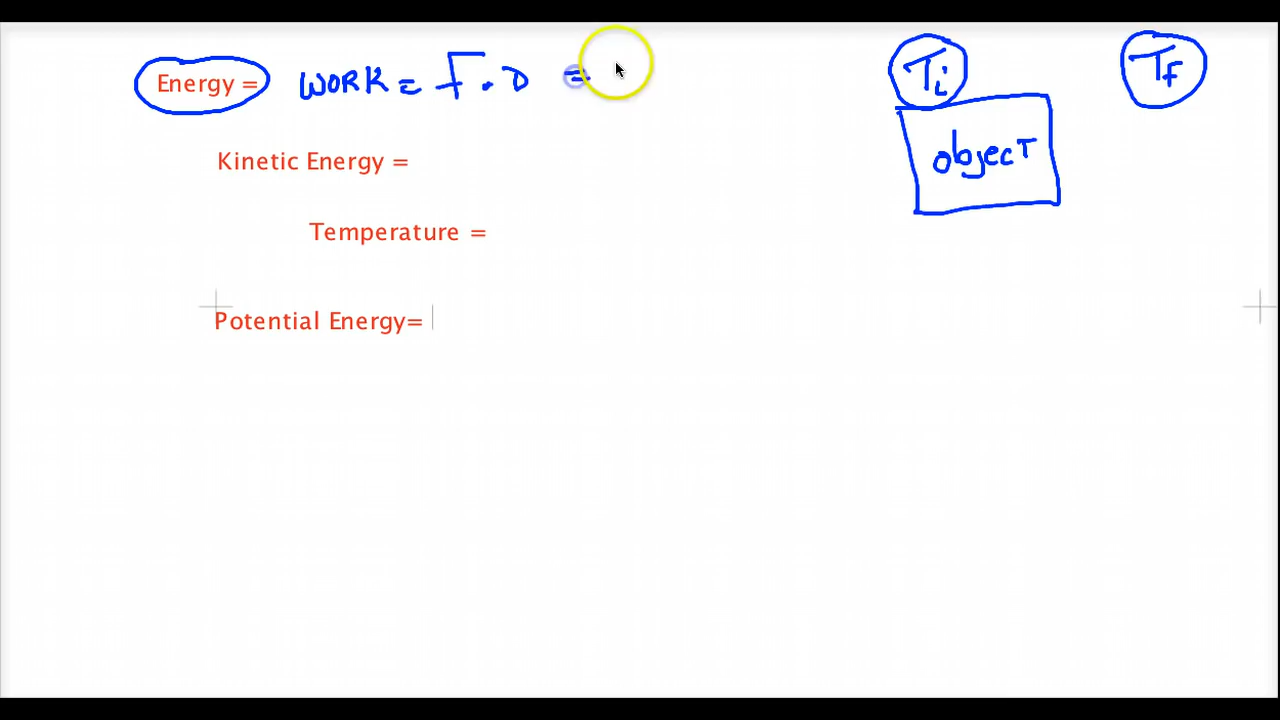 Energy = WORK = F . D =
Ti
Tf
object
Kinetic Energy =
Temperature =
Potential Energy=